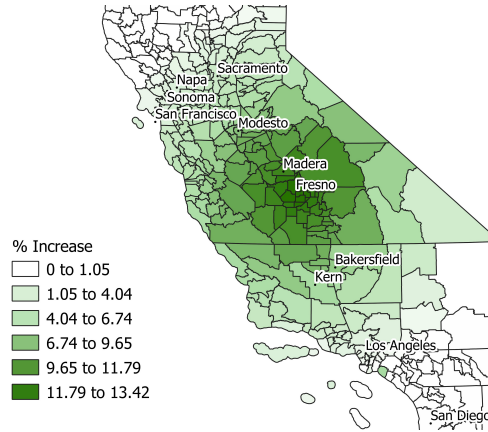 Sacramento
Napa
Sonoma
San Francisco
Modesto
Madera
Fresno
% Increase
0 to 1.05
1.05 to 4.04
4.04 to 6.74
6.74 to 9.65
9.65 to 11.79
11.79 to 13.42
Bakersfield
Kern
Los Angeles
San Diego